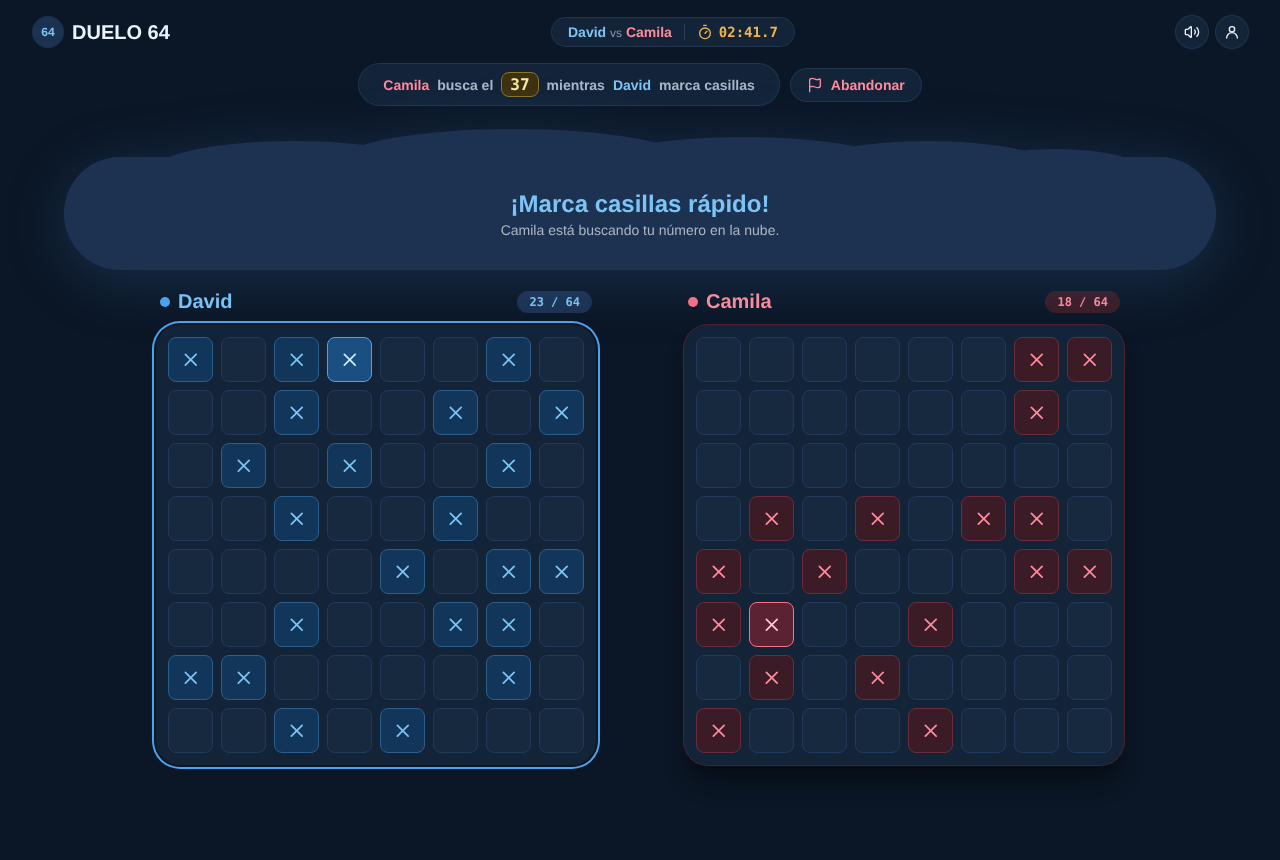 64 DUELO 64
David vs Camila 02:41.7
Camila busca el 37 mientras David marca casillas
Abandonar
¡Marca casillas rápido!
Camila está buscando tu número en la nube.
David 23 / 64
Camila 18 / 64